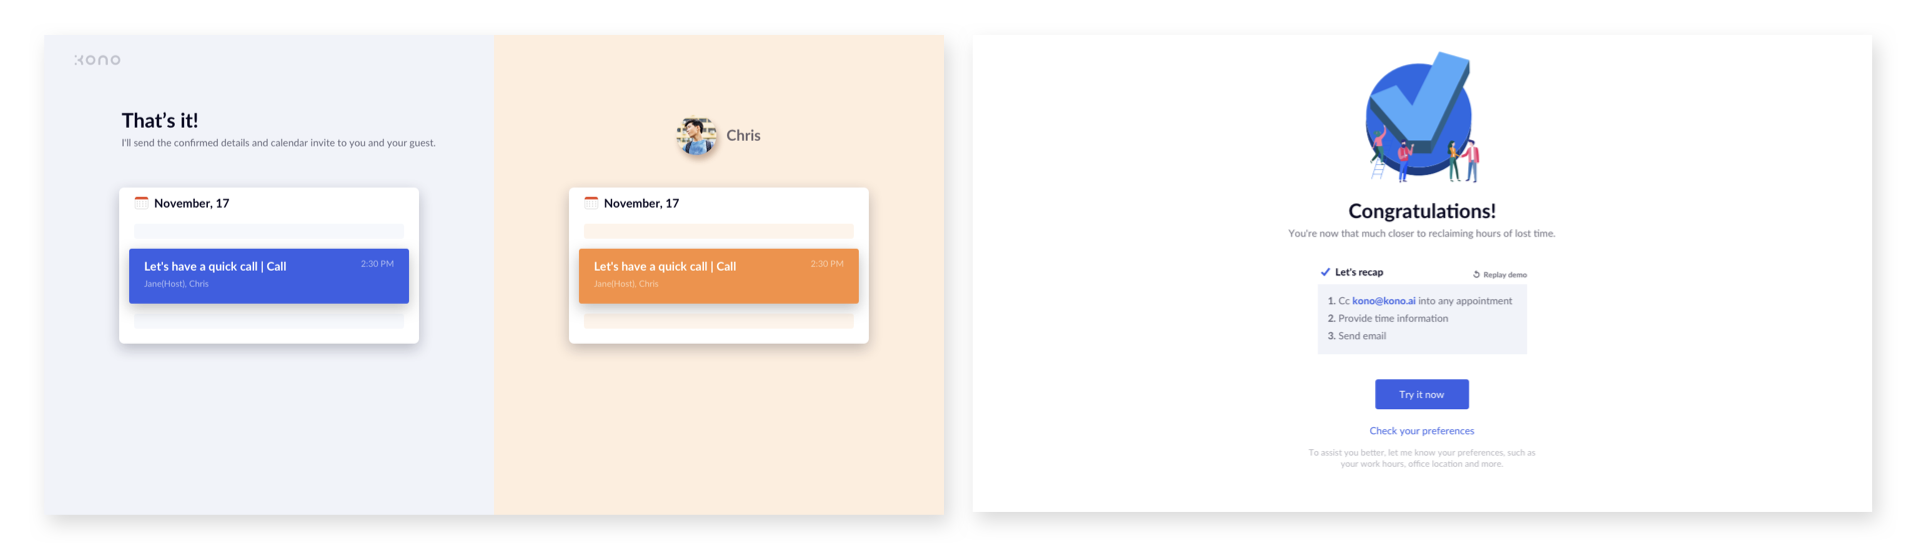 kono
That's it!
I'll send the confirmed details and calendar invite to you and your guest.
November, 17
Let's have a quick call | Call 2:30 PM
Jane(Host), Chris
Chris
November, 17
Let's have a quick call | Call 2:30 PM
Jane(Host), Chris
Congratulations!
You're now that much closer to reclaiming hours of lost time.
Let's recap Replay demo
1. Cc kono@kono.ai into any appointment
2. Provide time information
3. Send email
Try it now
Check your preferences
To assist you better, let me know your preferences, such as
your work hours, office location and more.